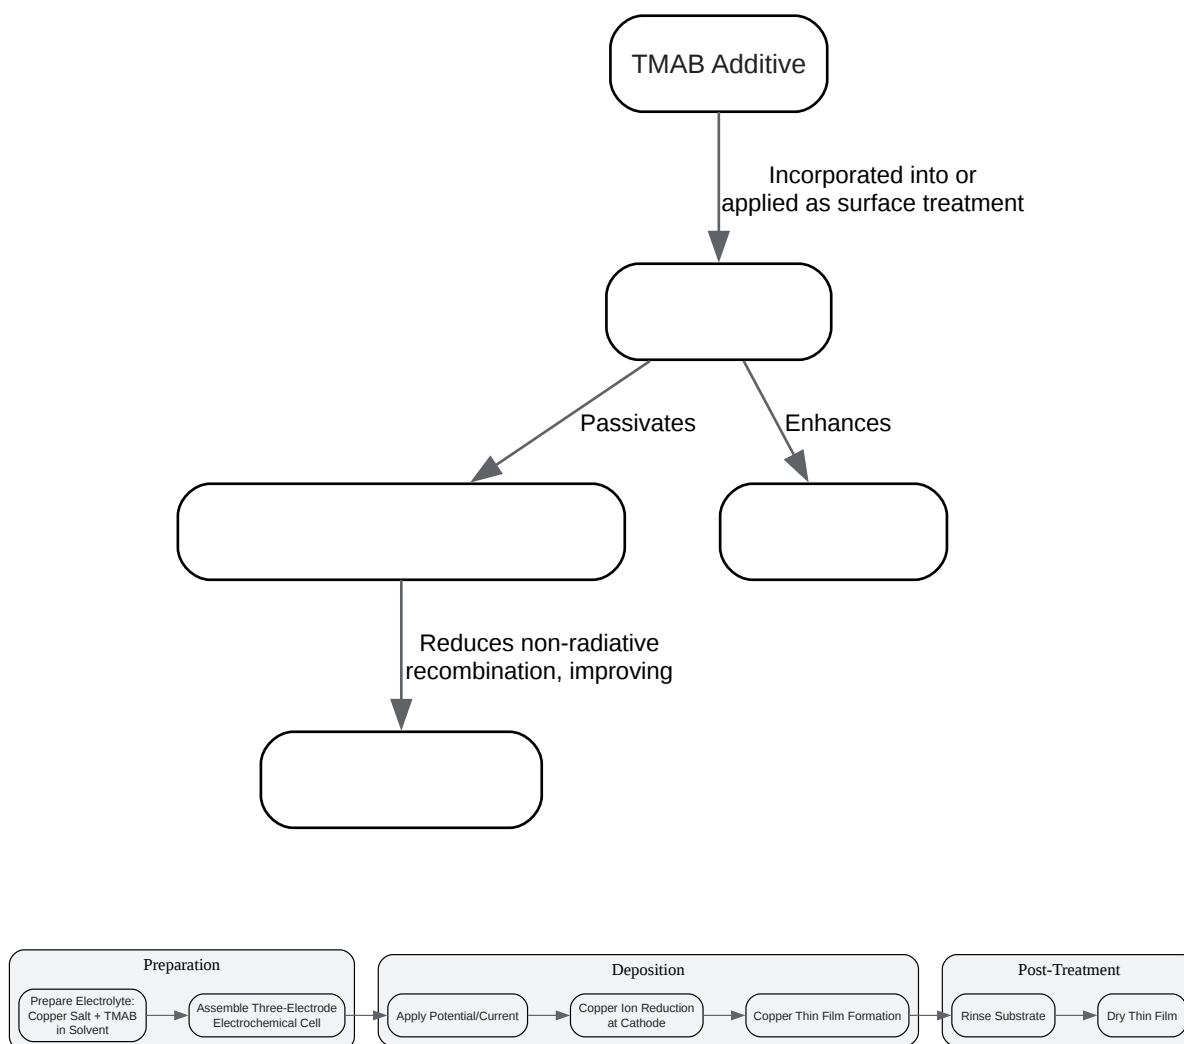 TMAB Additive
Incorporated into or
applied as surface treatment
Passivates
Enhances
Reduces non-radiative
recombination, improving
Preparation
Prepare Electrolyte:
Copper Salt + TMAB
in Solvent
Assemble Three-Electrode
Electrochemical Cell
Deposition
Apply Potential/Current
Copper Ion Reduction
at Cathode
Copper Thin Film Formation
Post-Treatment
Rinse Substrate
Dry Thin Film